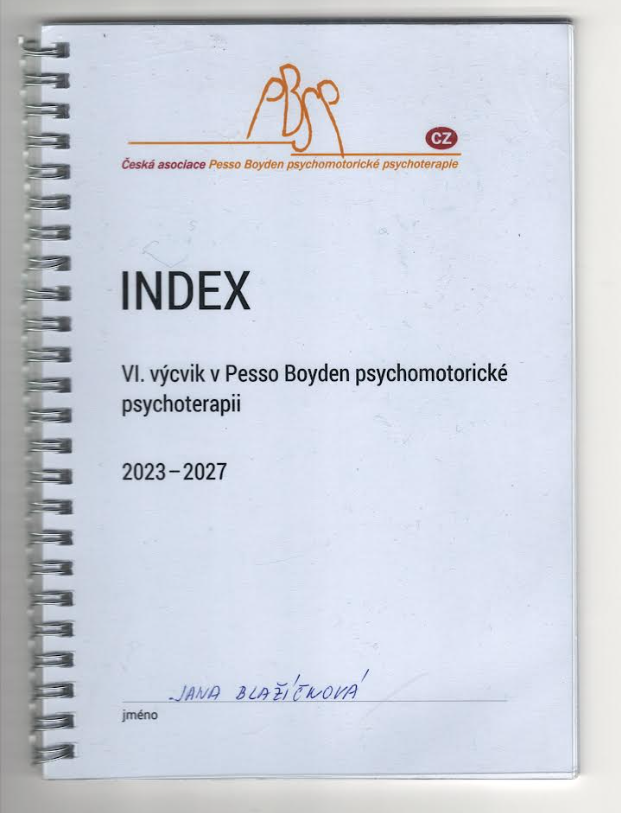 PBSP
CZ
Česká asociace Pesso Boyden psychomotorické psychoterapie
INDEX
VI. výcvik v Pesso Boyden psychomotorické
psychoterapii
2023–2027
JANA BLAŽÍČKOVÁ
jméno